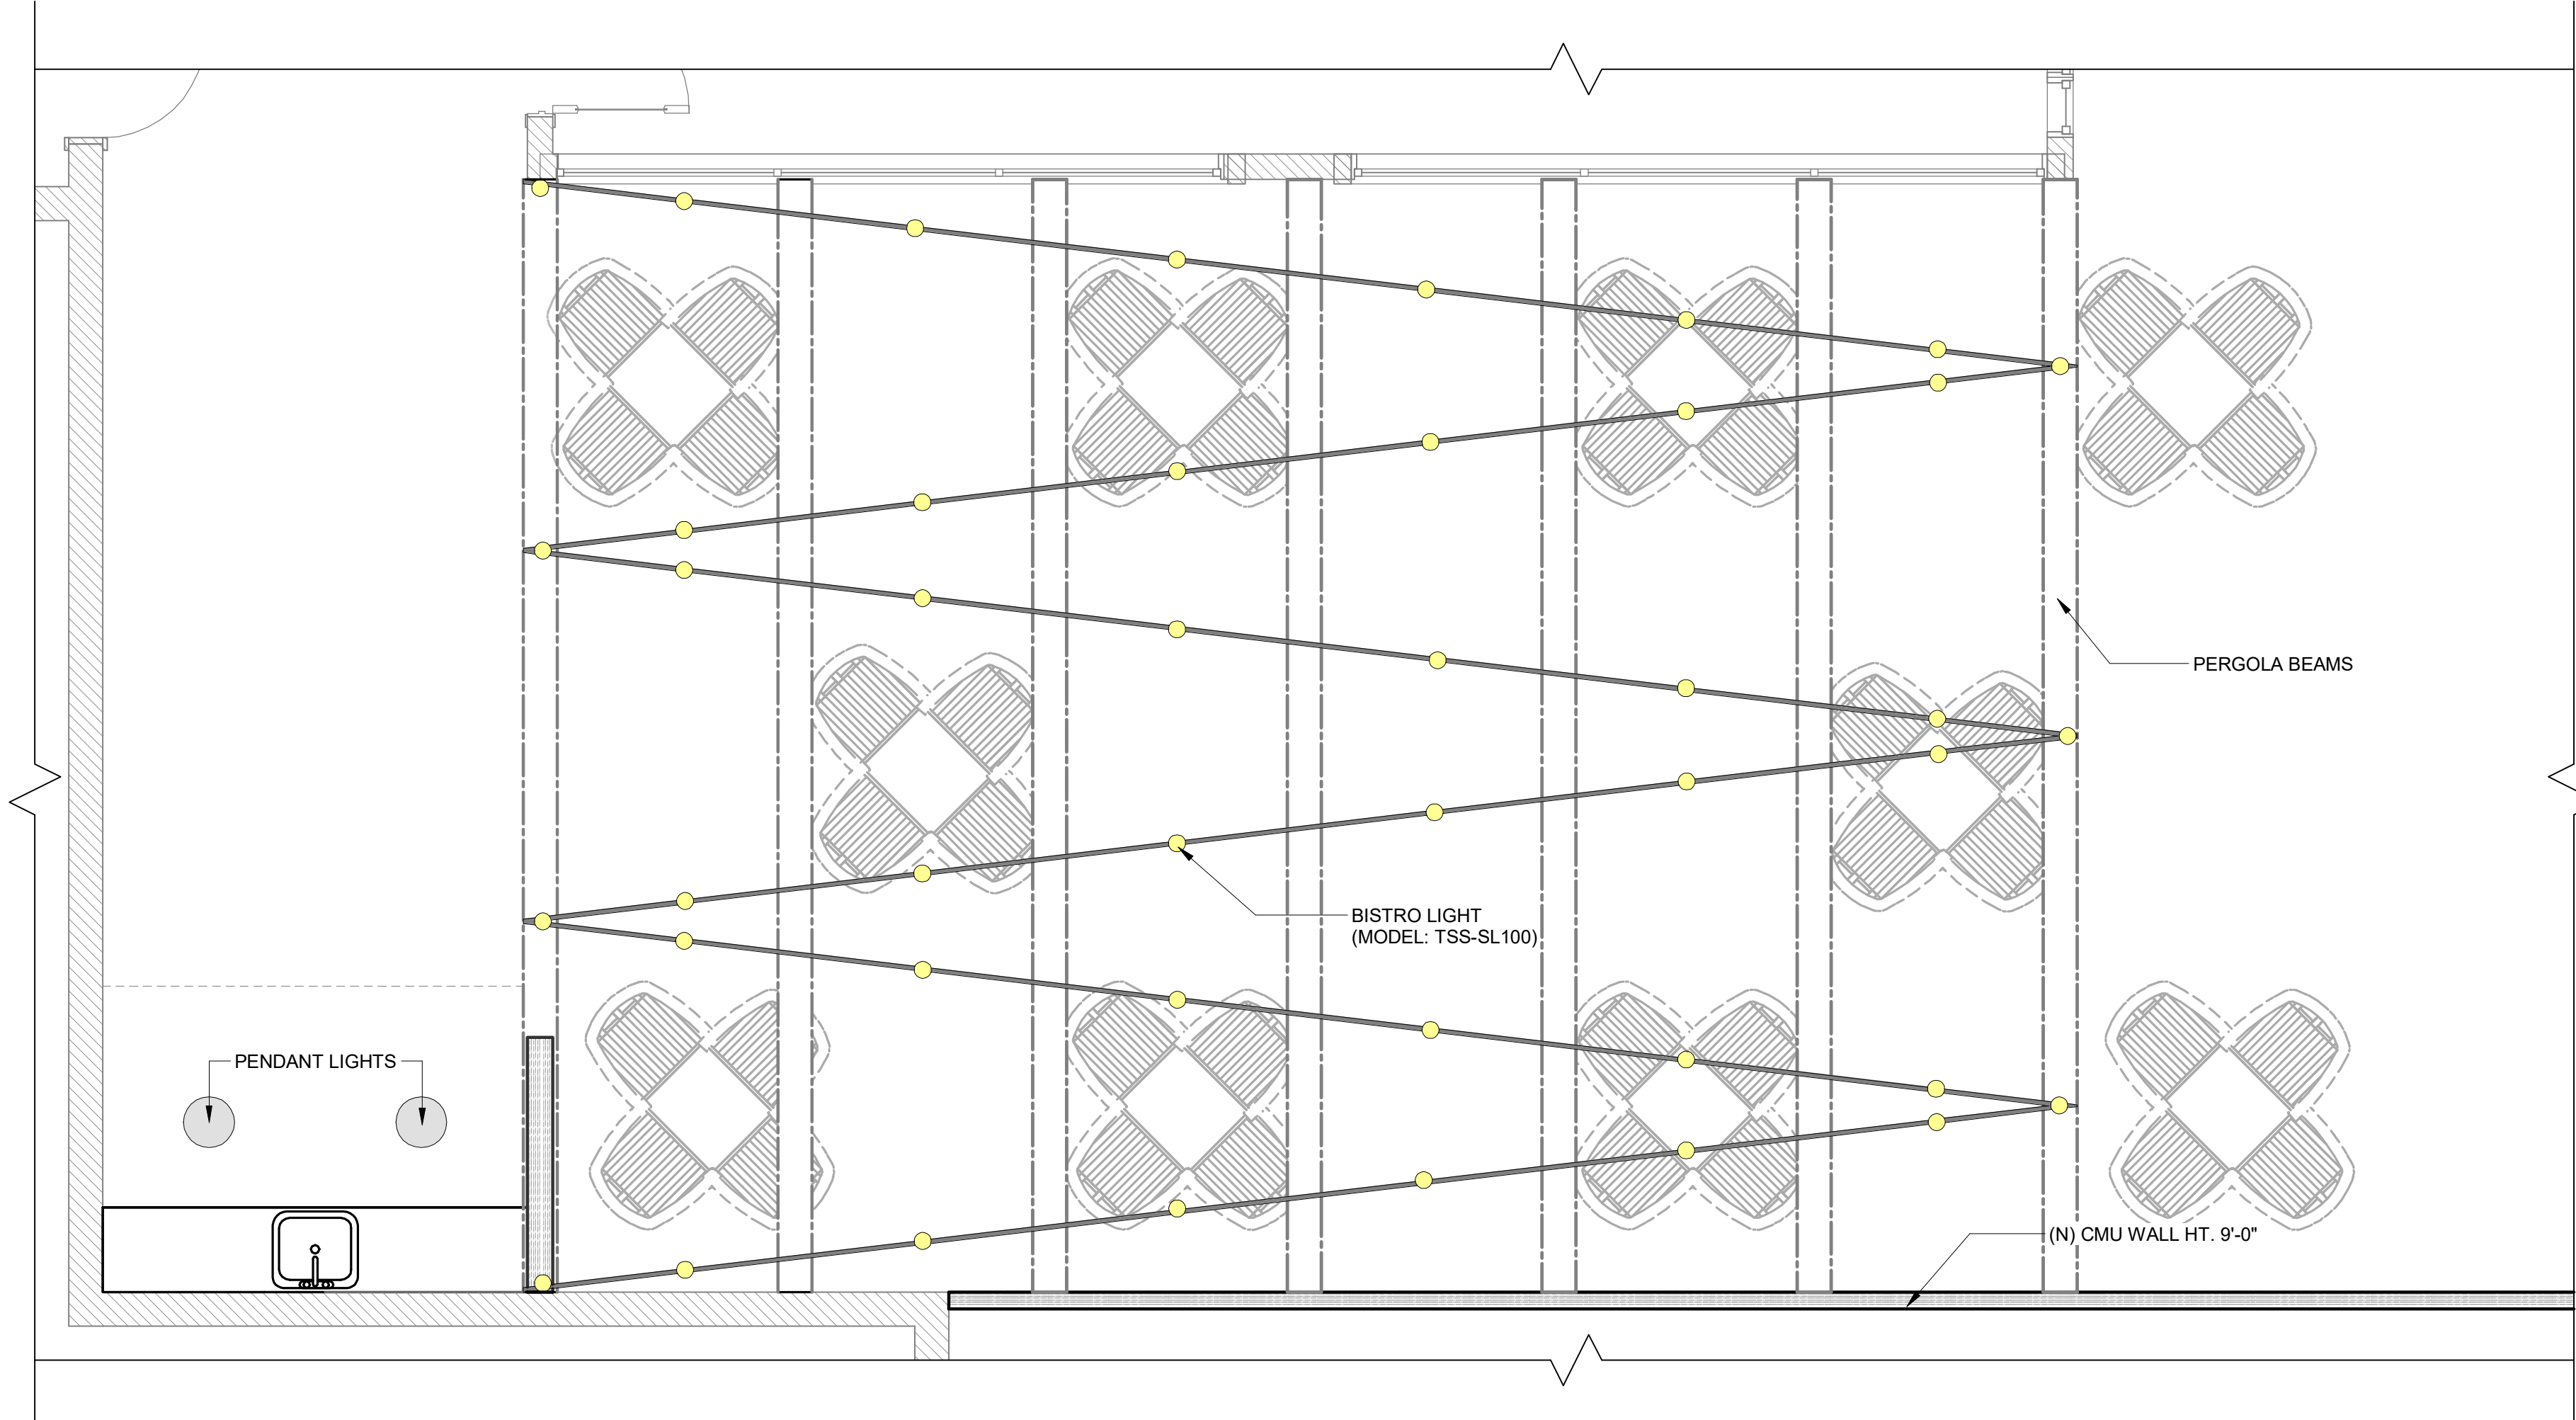 PERGOLA BEAMS
BISTRO LIGHT
(MODEL: TSS-SL100)
PENDANT LIGHTS
(N) CMU WALL HT. 9'-0"